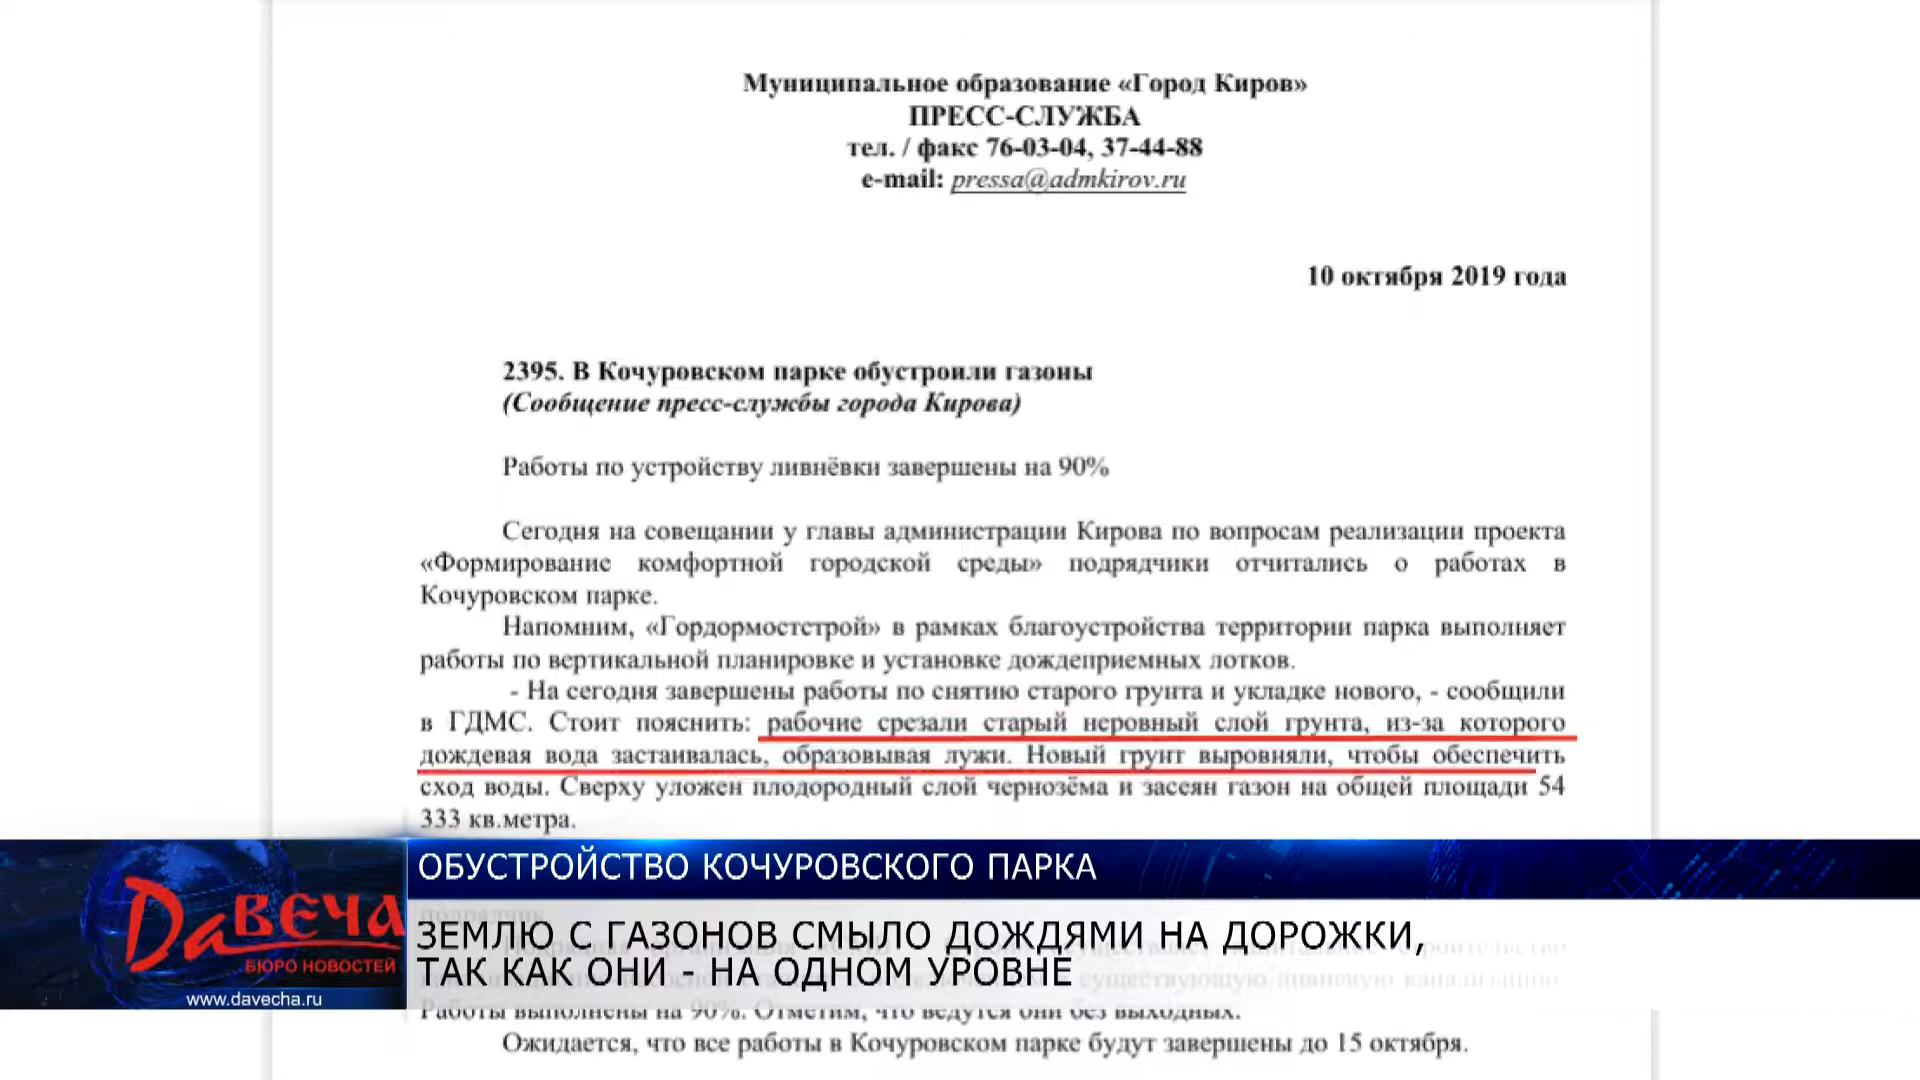 Муниципальное образование «Город Киров»
ПРЕСС-СЛУЖБА
тел. / факс 76-03-04, 37-44-88
e-mail: pressa@admkirov.ru
10 октября 2019 года
2395. В Кочуровском парке обустроили газоны
(Сообщение пресс-службы города Кирова)
Работы по устройству ливнёвки завершены на 90%
Сегодня на совещании у главы администрации Кирова по вопросам реализации проекта
«Формирование комфортной городской среды» подрядчики отчитались о работах в
Кочуровском парке.
Напомним, «Гордормостстрой» в рамках благоустройства территории парка выполняет
работы по вертикальной планировке и установке дождеприемных лотков.
- На сегодня завершены работы по снятию старого грунта и укладке нового, - сообщили
в ГДМС. Стоит пояснить: рабочие срезали старый неровный слой грунта, из-за которого
дождевая вода застаивалась, образовывая лужи. Новый грунт выровняли, чтобы обеспечить
сход воды. Сверху уложен плодородный слой чернозёма и засеян газон на общей площади 54
333 кв.метра.
ОБУСТРОЙСТВО КОЧУРОВСКОГО ПАРКА
ДаВЕЧА
БЮРО НОВОСТЕЙ
www.davecha.ru
ЗЕМЛЮ С ГАЗОНОВ СМЫЛО ДОЖДЯМИ НА ДОРОЖКИ,
ТАК КАК ОНИ - НА ОДНОМ УРОВНЕ
существующую ливневую канализацию.
Работы выполнены на 90%. Отметим, что ведутся они без выходных.
Ожидается, что все работы в Кочуровском парке будут завершены до 15 октября.